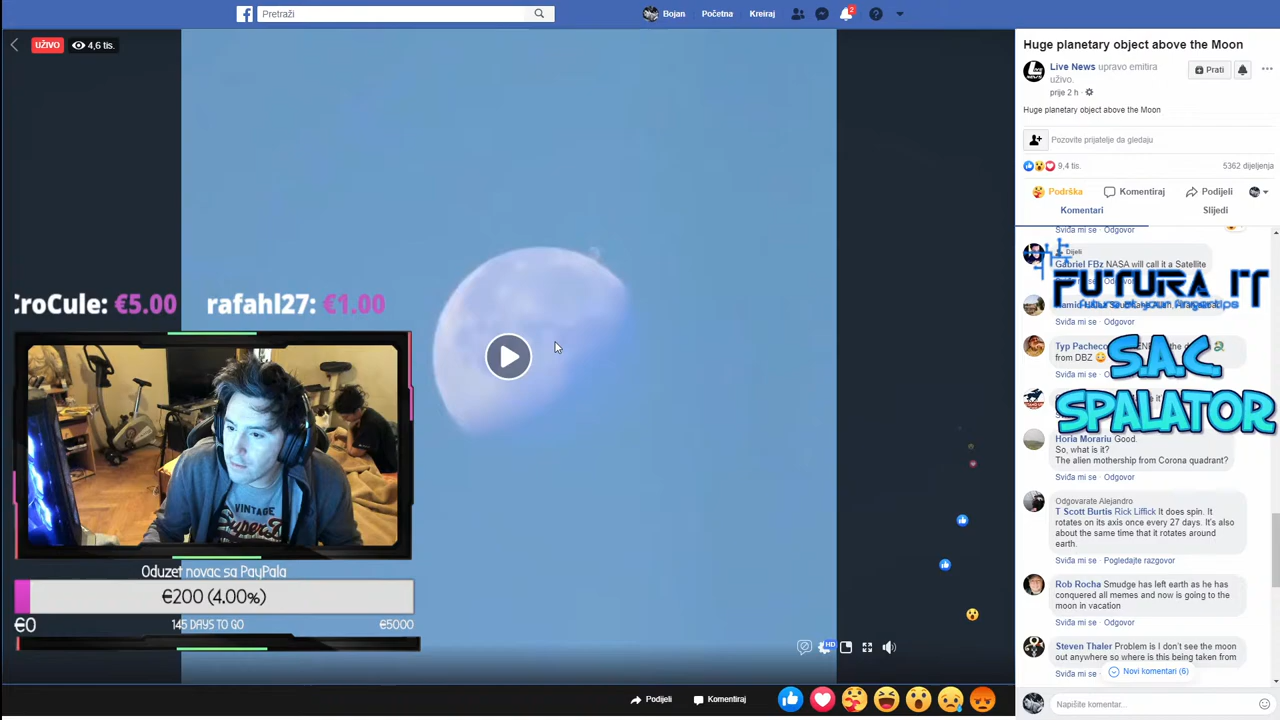 Pretraži
Bojan
Početna
Kreiraj
2
UŽIVO
4,6 tis.
Huge planetary object above the Moon
Live News upravo emitira
uživo.
prije 2 h
Prati
Huge planetary object above the Moon
Pozovite prijatelje da gledaju
9,4 tis.
5362 dijeljenja
Podrška
Komentiraj
Podijeli
Komentari
Slijedi
Sviđa mi se · Odgovor
Dijeli
Gabriel FBz NASA will call it a Satellite
FUTURA IT
Sviđa mi se · Odgovor
Typ Pacheco
from DBZ
S.A.C
SPALATOR
Sviđa mi se
Horia Morariu Good.
So, what is it?
The alien mothership from Corona quadrant?
Sviđa mi se · Odgovor
Odgovarate Alejandro
T Scott Burtis Rick Liffick It does spin. It
rotates on its axis once every 27 days. It's also
about the same time that it rotates around
earth.
Sviđa mi se · Pogledajte razgovor
Rob Rocha Smudge has left earth as he has
conquered all memes and now is going to the
moon in vacation
Sviđa mi se · Odgovor
Steven Thaler Problem is I don't see the moon
out anywhere so where is this being taken from
Sviđa mi se
Novi komentari (6)
Napišite komentar...
CroCule: €5.00
rafahl27: €1.00
VINTAGE
Oduzet novac sa PayPala
€200 (4.00%)
€0
145 DAYS TO GO
€5000
HD
Podijeli
Komentiraj